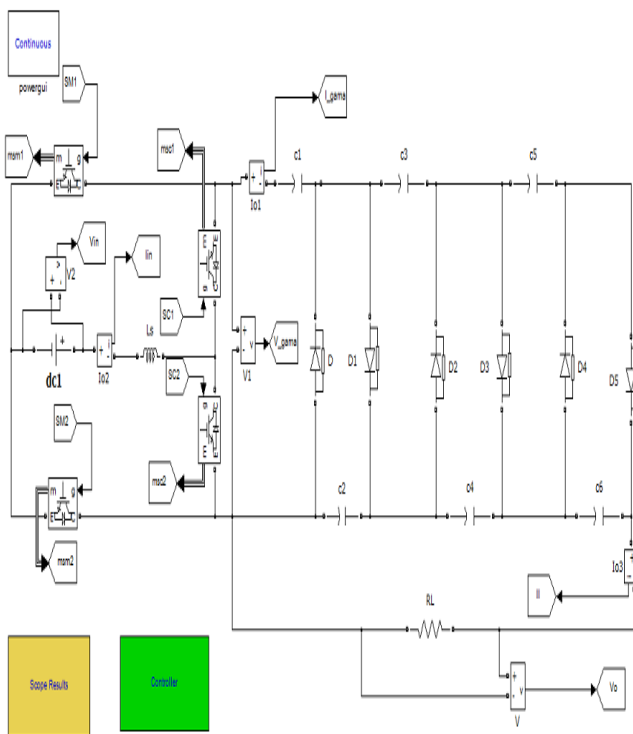 Continuous
powergui
SM1
I_gama
msm1
m
g
E
C
msc1
+
-
Io1
c1
c3
c5
Vin
V2
Iin
E
m
g
C
SC1
Ls
SC2
+
-
v
V1
V_gama
D
D1
D2
D3
D4
D5
dc1
+
Io2
SM2
g
m
E
C
msc2
m
g
E
C
msm2
c2
c4
c6
Io3
Il
RL
Scope Results
Controller
+
-
v
V
Vo